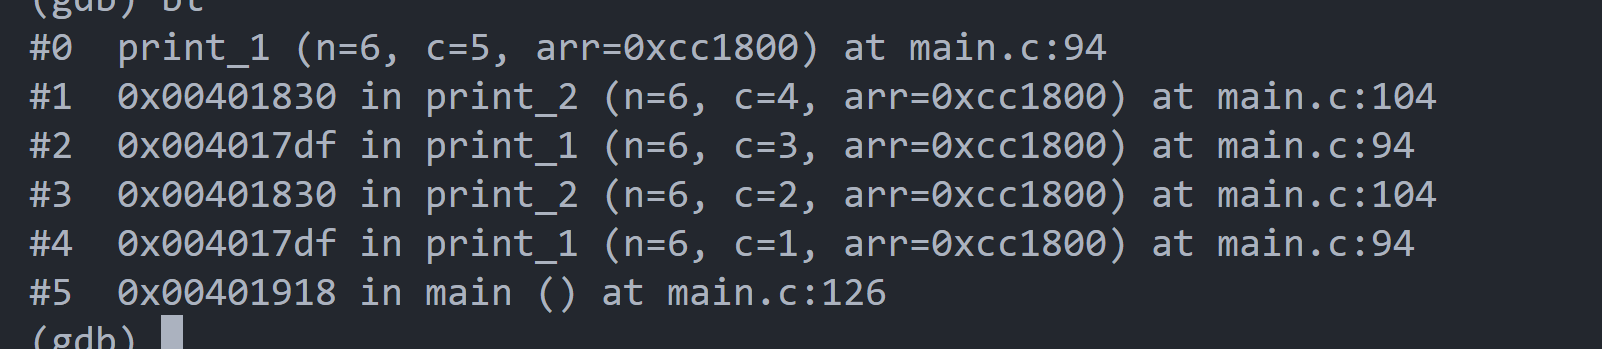 (gdb) bt
#0  print_1 (n=6, c=5, arr=0xcc1800) at main.c:94
#1  0x00401830 in print_2 (n=6, c=4, arr=0xcc1800) at main.c:104
#2  0x004017df in print_1 (n=6, c=3, arr=0xcc1800) at main.c:94
#3  0x00401830 in print_2 (n=6, c=2, arr=0xcc1800) at main.c:104
#4  0x004017df in print_1 (n=6, c=1, arr=0xcc1800) at main.c:94
#5  0x00401918 in main () at main.c:126
(gdb)